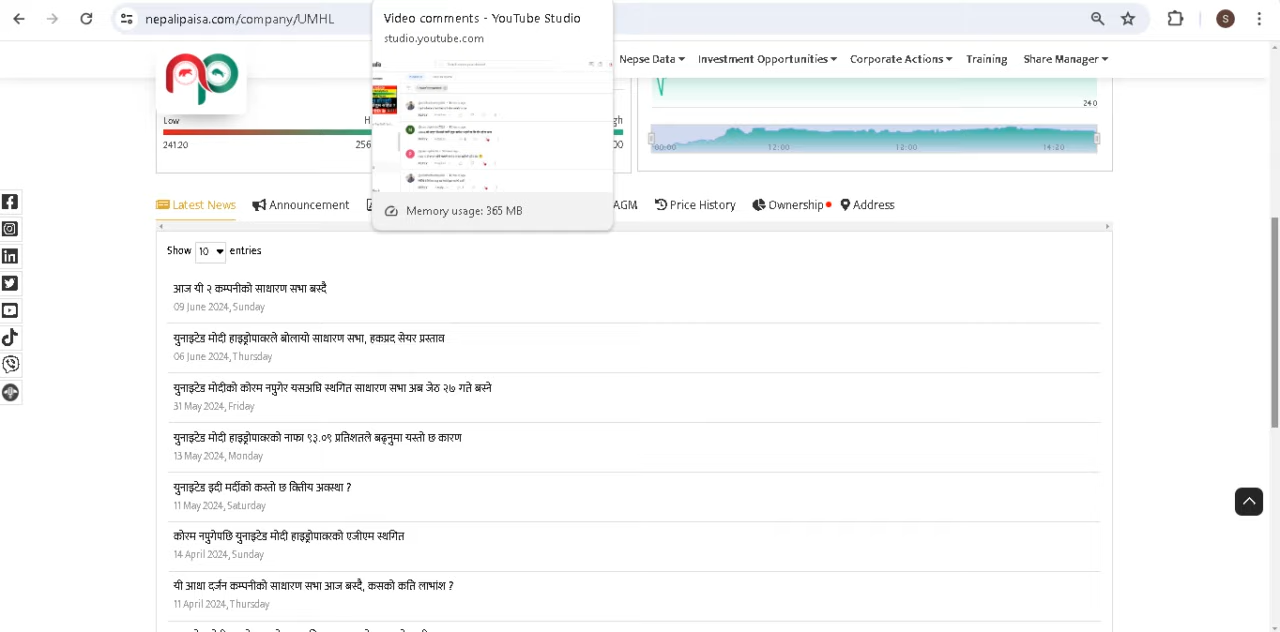 nepalipaisa.com/company/UMHL
Video comments - YouTube Studio
studio.youtube.com
Memory usage: 365 MB
Nepse Data Investment Opportunities Corporate Actions Training Share Manager
Low
241.20 256
24.0
00:00 12:00 12:00 14:20
Latest News Announcement AGM Price History Ownership Address
Show 10 entries
आज यी २ कम्पनीको साधारण सभा बस्दै
09 June 2024, Sunday
युनाइटेड मोदी हाइड्रोपावरले बोलायो साधारण सभा, हकप्रद सेयर प्रस्ताव
06 June 2024, Thursday
युनाइटेड मोदीको कोरम नपुगेर यसअघि स्थगित साधारण सभा अब जेठ २७ गते बस्ने
31 May 2024, Friday
युनाइटेड मोदी हाइड्रोपावरको नाफा ९३.०९ प्रतिशतले बढ्नुमा यस्तो छ कारण
13 May 2024, Monday
युनाइटेड इदी मर्दीको कस्तो छ वित्तीय अवस्था ?
11 May 2024, Saturday
कोरम नपुगेपछि युनाइटेड मोदी हाइड्रोपावरको एजीएम स्थगित
14 April 2024, Sunday
यी आधा दर्जन कम्पनीको साधारण सभा आज बस्दै, कसको कति लाभांश ?
11 April 2024, Thursday